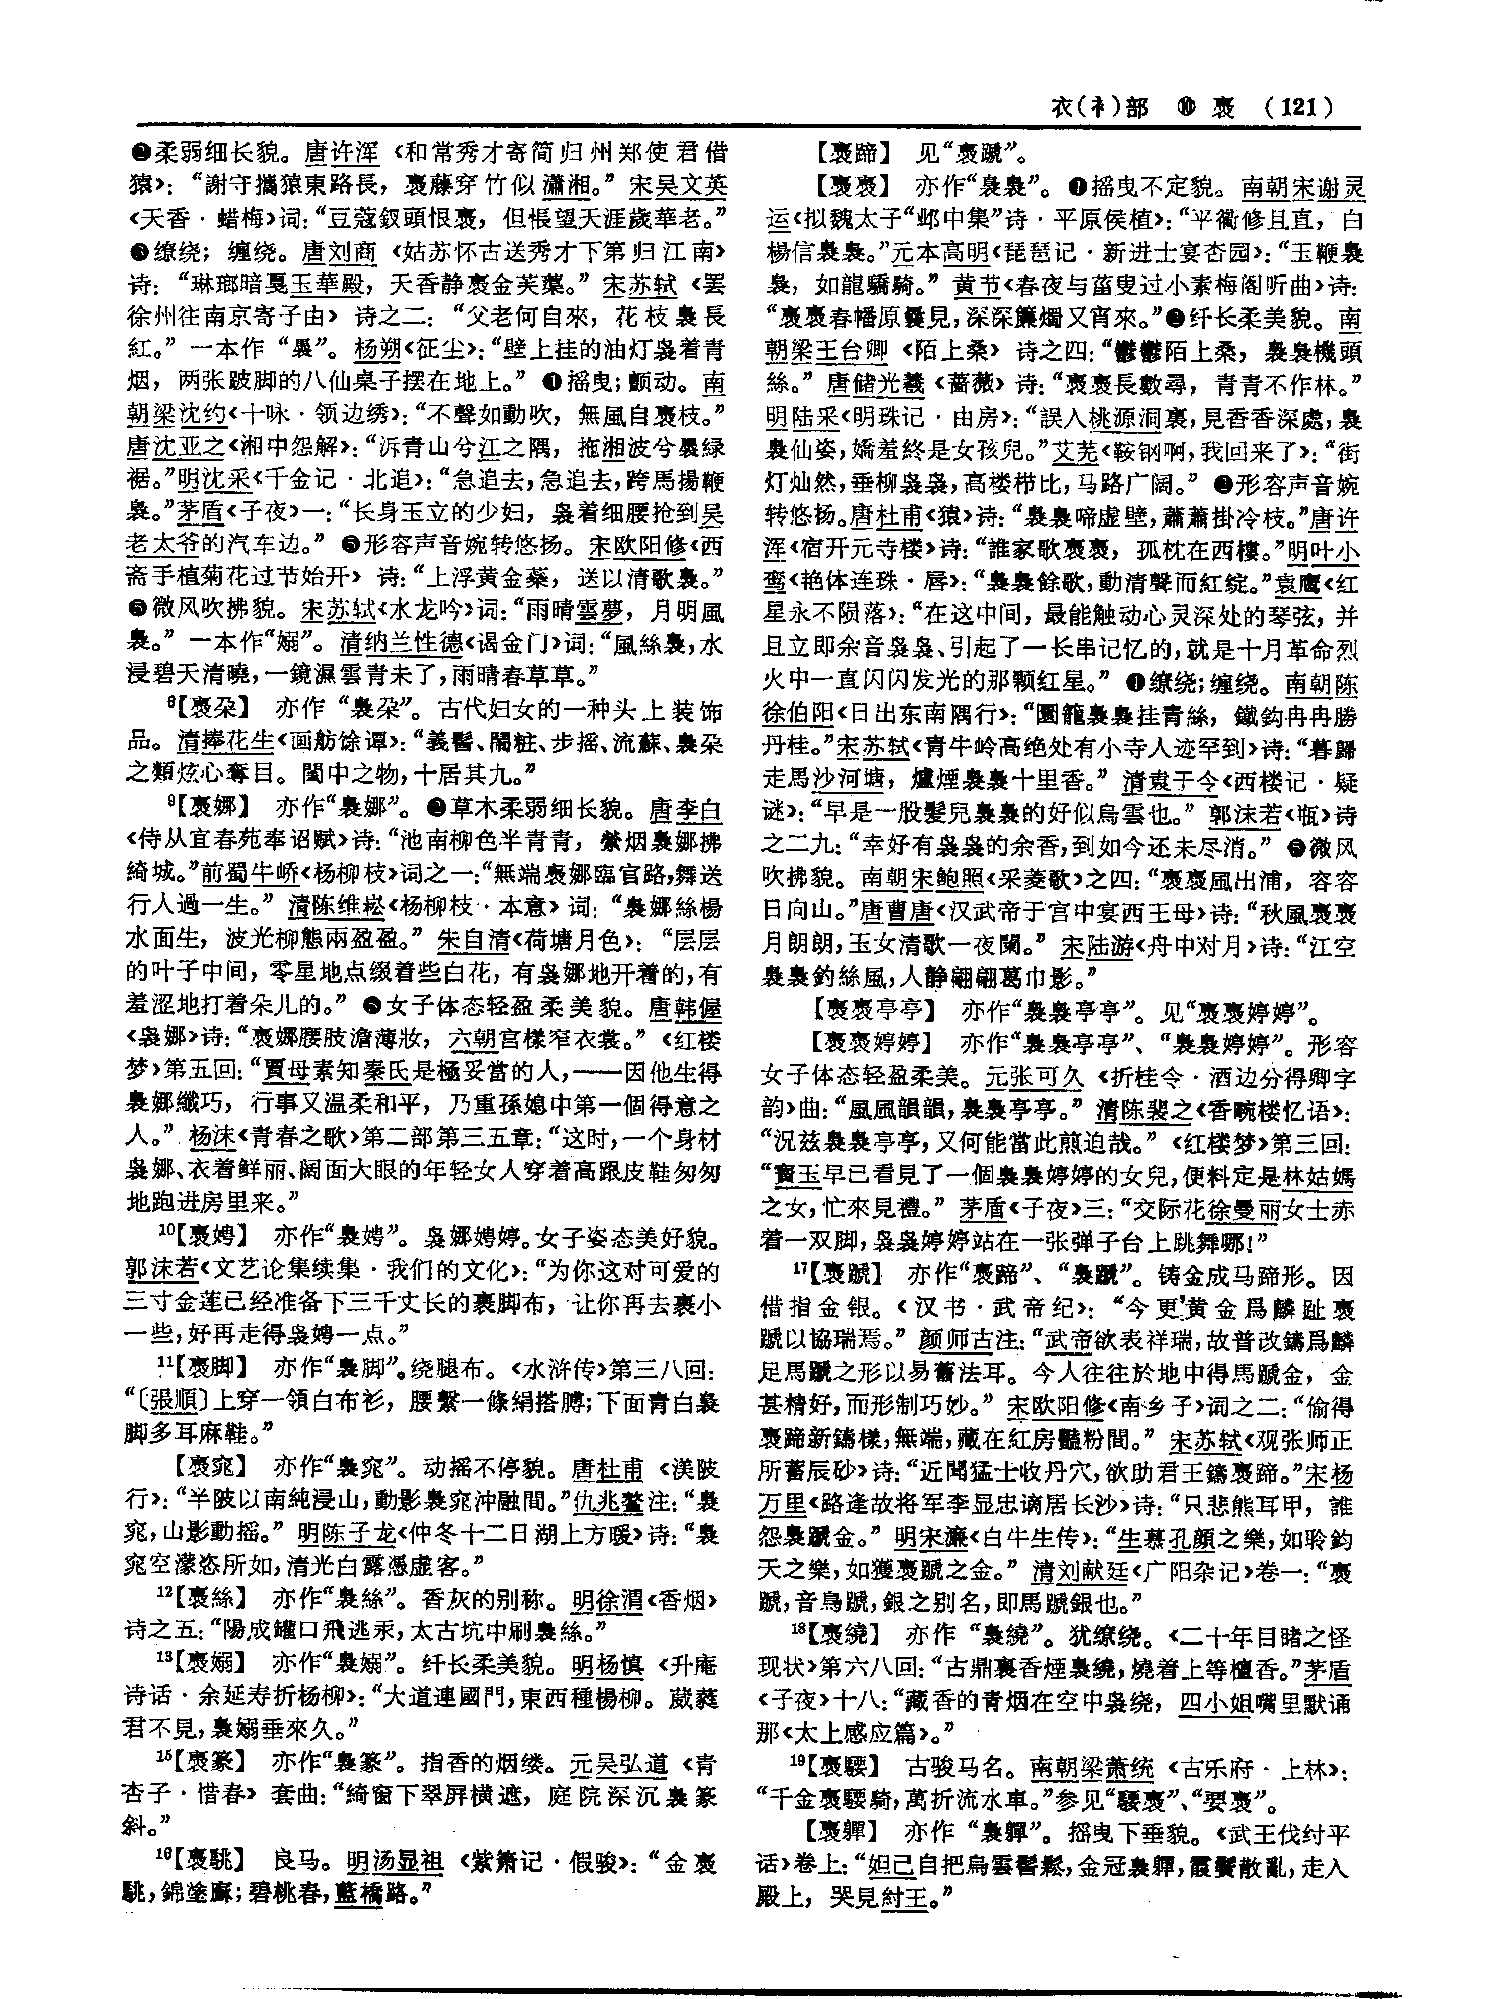 衣(衤)部 ⑩ 裊 (121)
❷柔弱细长貌。唐许浑《和常秀才寄简归州郑使君借
猿》：“謝守攜猿東路長，裊藤穿竹似瀟湘。”宋吴文英
《天香·蜡梅》词：“豆蔻釵頭恨裊，但悵望天涯歲華老。”
❸缭绕；缠绕。唐刘商《姑苏怀古送秀才下第归江南》
诗：“琳瑯暗戛玉華殿，天香静裊金芙蕖。”宋苏轼《罢
徐州往南京寄子由》诗之二：“父老何自來，花枝裊長
紅。”一本作“裊”。杨朔《征尘》：“壁上挂的油灯袅着青
烟，两张跛脚的八仙桌子摆在地上。”❹摇曳；颤动。南
朝梁沈约《十咏·领边绣》：“不聲如動吹，無風自裊枝。”
唐沈亚之《湘中怨解》：“泝青山兮江之隅，拖湘波兮裊绿
裾。”明沈采《千金记·北追》：“急追去，急追去，跨馬揚鞭
裊。”茅盾《子夜》一：“长身玉立的少妇，袅着细腰抢到吴
老太爷的汽车边。”❺形容声音婉转悠扬。宋欧阳修《西
斋手植菊花过节始开》诗：“上浮黄金蘂，送以清歌裊。”
❻微风吹拂貌。宋苏轼《水龙吟》词：“雨晴雲夢，月明風
裊。”一本作“嫋”。清纳兰性德《谒金门》词：“風絲裊，水
浸碧天清曉，一鏡濕雲青未了，雨晴春草草。”
⁸【裊朶】 亦作“裊朶”。古代妇女的一种头上装饰
品。清捧花生《画舫馀谭》：“義髻、鬧粧、步摇、流蘇、裊朶
之類炫心奪目。閨中之物，十居其九。”
⁹【裊娜】 亦作“裊娜”。❷草木柔弱细长貌。唐李白
《侍从宜春苑奉诏赋》诗：“池南柳色半青青，縈烟裊娜拂
綺城。”前蜀牛峤《杨柳枝》词之一：“無端裊娜臨官路，舞送
行人過一生。”清陈维崧《杨柳枝·本意》词：“裊娜絲楊
水面生，波光柳態兩盈盈。”朱自清《荷塘月色》：“层层
的叶子中间，零星地点缀着些白花，有袅娜地开着的，有
羞涩地打着朵儿的。”❸女子体态轻盈柔美貌。唐韩偓
《袅娜》诗：“裊娜腰肢澹薄妝，六朝宫樣窄衣裳。”《红楼
梦》第五回：“賈母素知秦氏是極妥當的人，——因他生得
裊娜纖巧，行事又温柔和平，乃重孫媳中第一個得意之
人。”杨沫《青春之歌》第二部第三五章：“这时，一个身材
袅娜、衣着鲜丽、阔面大眼的年轻女人穿着高跟皮鞋匆匆
地跑进房里来。”
¹⁰【裊娉】 亦作“裊娉”。袅娜娉婷。女子姿态美好貌。
郭沫若《文艺论集续集·我们的文化》：“为你这对可爱的
三寸金莲已经准备下三千丈长的裹脚布，让你再去裹小
一些，好再走得袅娉一点。”
¹¹【裊脚】 亦作“裊脚”。绕腿布。《水浒传》第三八回：
“〔張順〕上穿一領白布衫，腰繫一條絹搭膊；下面青白裊
脚多耳麻鞋。”
【裊窕】 亦作“裊窕”。动摇不停貌。唐杜甫《渼陂
行》：“半陂以南純浸山，動影裊窕沖融間。”仇兆鳌注：“裊
窕，山影動摇。”明陈子龙《仲冬十二日湖上方暖》诗：“裊
窕空濛恣所如，清光白露憑虚客。”
¹²【裊絲】 亦作“裊絲”。香灰的别称。明徐渭《香烟》
诗之五：“陽成罐口飛逃汞，太古坑中刷裊絲。”
¹³【裊嫋】 亦作“裊嫋”。纤长柔美貌。明杨慎《升庵
诗话·余延寿折杨柳》：“大道連國門，東西種楊柳。葳蕤
君不見，裊嫋垂來久。”
¹⁵【裊篆】 亦作“裊篆”。指香的烟缕。元吴弘道《青
杏子·惜春》套曲：“綺窗下翠屏横遮，庭院深沉裊篆
斜。”
¹⁶【裊駣】 良马。明汤显祖《紫箫记·假骏》：“金裊
駣，錦塗𪎭；碧桃春，藍橋路。”
【裊蹄】 见“裊蹏”。
【裊裊】 亦作“裊裊”。❶摇曳不定貌。南朝宋谢灵
运《拟魏太子“邺中集”诗·平原侯植》：“平衢修且直，白
楊信裊裊。”元本高明《琵琶记·新进士宴杏园》：“玉鞭裊
裊，如龍驕騎。”黄节《春夜与菑叟过小素梅阁听曲》诗：
“裊裊春幡原曩見，深深簾燭又宵來。”❷纤长柔美貌。南
朝梁王台卿《陌上桑》诗之四：“鬱鬱陌上桑，裊裊機頭
絲。”唐储光羲《蔷薇》诗：“裊裊長數尋，青青不作林。”
明陆采《明珠记·由房》：“誤入桃源洞裏，見香香深處，裊
裊仙姿，嬌羞終是女孩兒。”艾芜《鞍钢啊，我回来了》：“街
灯灿然，垂柳袅袅，高楼栉比，马路广阔。”❸形容声音婉
转悠扬。唐杜甫《猿》诗：“裊裊啼虚壁，蕭蕭掛冷枝。”唐许
浑《宿开元寺楼》诗：“誰家歌裊裊，孤枕在西樓。”明叶小
鸾《艳体连珠·唇》：“裊裊餘歌，動清聲而紅綻。”袁鹰《红
星永不陨落》：“在这中间，最能触动心灵深处的琴弦，并
且立即余音袅袅、引起了一长串记忆的，就是十月革命烈
火中一直闪闪发光的那颗红星。”❹缭绕；缠绕。南朝陈
徐伯阳《日出东南隅行》：“圓籠裊裊挂青絲，鐵鈎冉冉勝
丹桂。”宋苏轼《青牛岭高绝处有小寺人迹罕到》诗：“暮歸
走馬沙河塘，爐煙裊裊十里香。”清袁于令《西楼记·疑
谜》：“早是一股髮兒裊裊的好似烏雲也。”郭沫若《瓶》诗
之二九：“幸好有袅袅的余香，到如今还未尽消。”❺微风
吹拂貌。南朝宋鲍照《采菱歌》之四：“裊裊風出浦，容容
日向山。”唐曹唐《汉武帝于宫中宴西王母》诗：“秋風裊裊
月朗朗，玉女清歌一夜闌。”宋陆游《舟中对月》诗：“江空
裊裊釣絲風，人静翩翩葛巾影。”
【裊裊亭亭】 亦作“裊裊亭亭”。见“裊裊婷婷”。
【裊裊婷婷】 亦作“裊裊亭亭”、“裊裊婷婷”。形容
女子体态轻盈柔美。元张可久《折桂令·酒边分得卿字
韵》曲：“風風韻韻，裊裊亭亭。”清陈裴之《香畹楼忆语》：
“况兹裊裊亭亭，又何能當此煎迫哉。”《红楼梦》第三回：
“寶玉早已看見了一個裊裊婷婷的女兒，便料定是林姑媽
之女，忙來見禮。”茅盾《子夜》三：“交际花徐曼丽女士赤
着一双脚，袅袅婷婷站在一张弹子台上跳舞哪！”
¹⁷【裊蹏】 亦作“裊蹄”、“裊蹏”。铸金成马蹄形。因
借指金银。《汉书·武帝纪》：“今更黄金爲麟趾裊
蹏以協瑞焉。”颜师古注：“武帝欲表祥瑞，故普改鑄爲麟
足馬蹏之形以易舊法耳。今人往往於地中得馬蹏金，金
甚精好，而形制巧妙。”宋欧阳修《南乡子》词之二：“偷得
裊蹄新鑄樣，無端，藏在紅房豔粉間。”宋苏轼《观张师正
所蓄辰砂》诗：“近聞猛士收丹穴，欲助君王鑄裊蹄。”宋杨
万里《路逢故将军李显忠谪居长沙》诗：“只悲熊耳甲，誰
怨裊蹏金。”明宋濂《白牛生传》：“生慕孔顔之樂，如聆鈞
天之樂，如獲裊蹏之金。”清刘献廷《广阳杂记》卷一：“裊
蹏，音鳥蹏，銀之别名，即馬蹏銀也。”
¹⁸【裊繞】 亦作“裊繞”。犹缭绕。《二十年目睹之怪
现状》第六八回：“古鼎裏香煙裊繞，燒着上等檀香。”茅盾
《子夜》十八：“藏香的青烟在空中袅绕，四小姐嘴里默诵
那《太上感应篇》。”
¹⁹【裊騕】 古骏马名。南朝梁萧统《古乐府·上林》：
“千金裊騕騎，萬折流水車。”参见“騕裊”、“要裊”。
【裊軃】 亦作“裊軃”。摇曳下垂貌。《武王伐纣平
话》卷上：“妲己自把烏雲髻鬆，金冠裊軃，霞鬢散亂，走入
殿上，哭見紂王。”